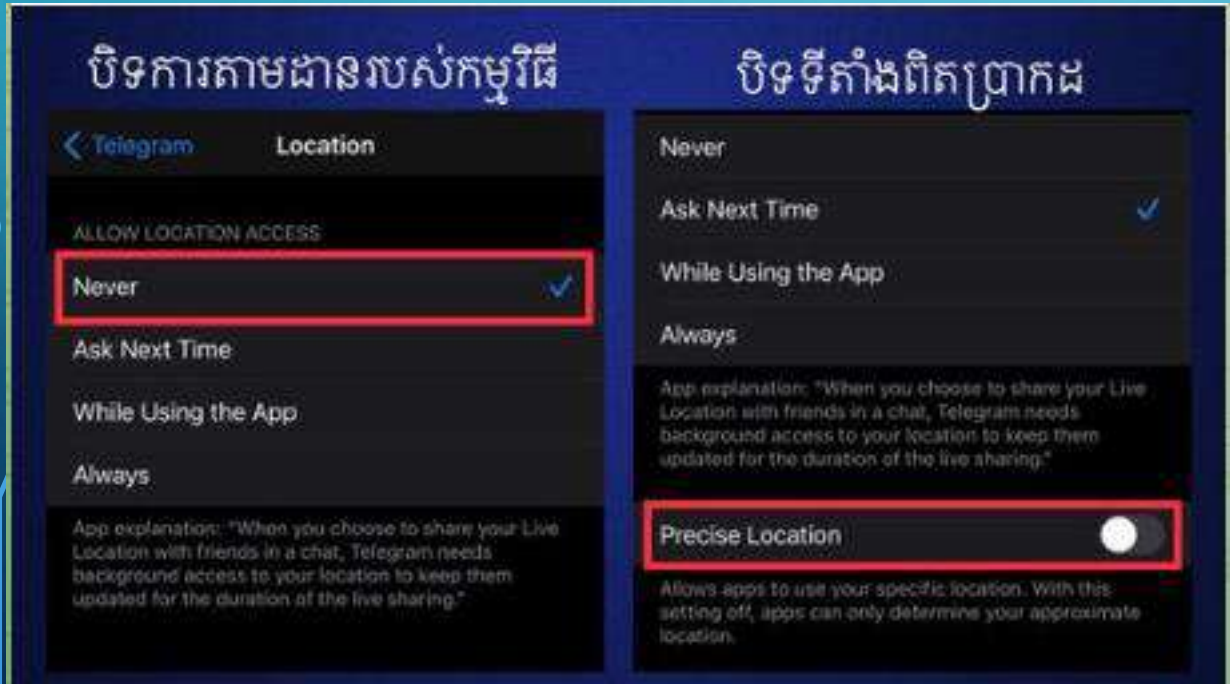 បិទការតាមដានរបស់កម្មវិធី
Telegram Location
ALLOW LOCATION ACCESS
Never
Ask Next Time
While Using the App
Always
App explanation: "When you choose to share your Live
Location with friends in a chat, Telegram needs
background access to your location to keep them
updated for the duration of the live sharing."
បិទទីតាំងពិតប្រាកដ
Never
Ask Next Time
While Using the App
Always
App explanation: "When you choose to share your Live
Location with friends in a chat, Telegram needs
background access to your location to keep them
updated for the duration of the live sharing."
Precise Location
Allows apps to use your specific location. With this
setting off, apps can only determine your approximate
location.